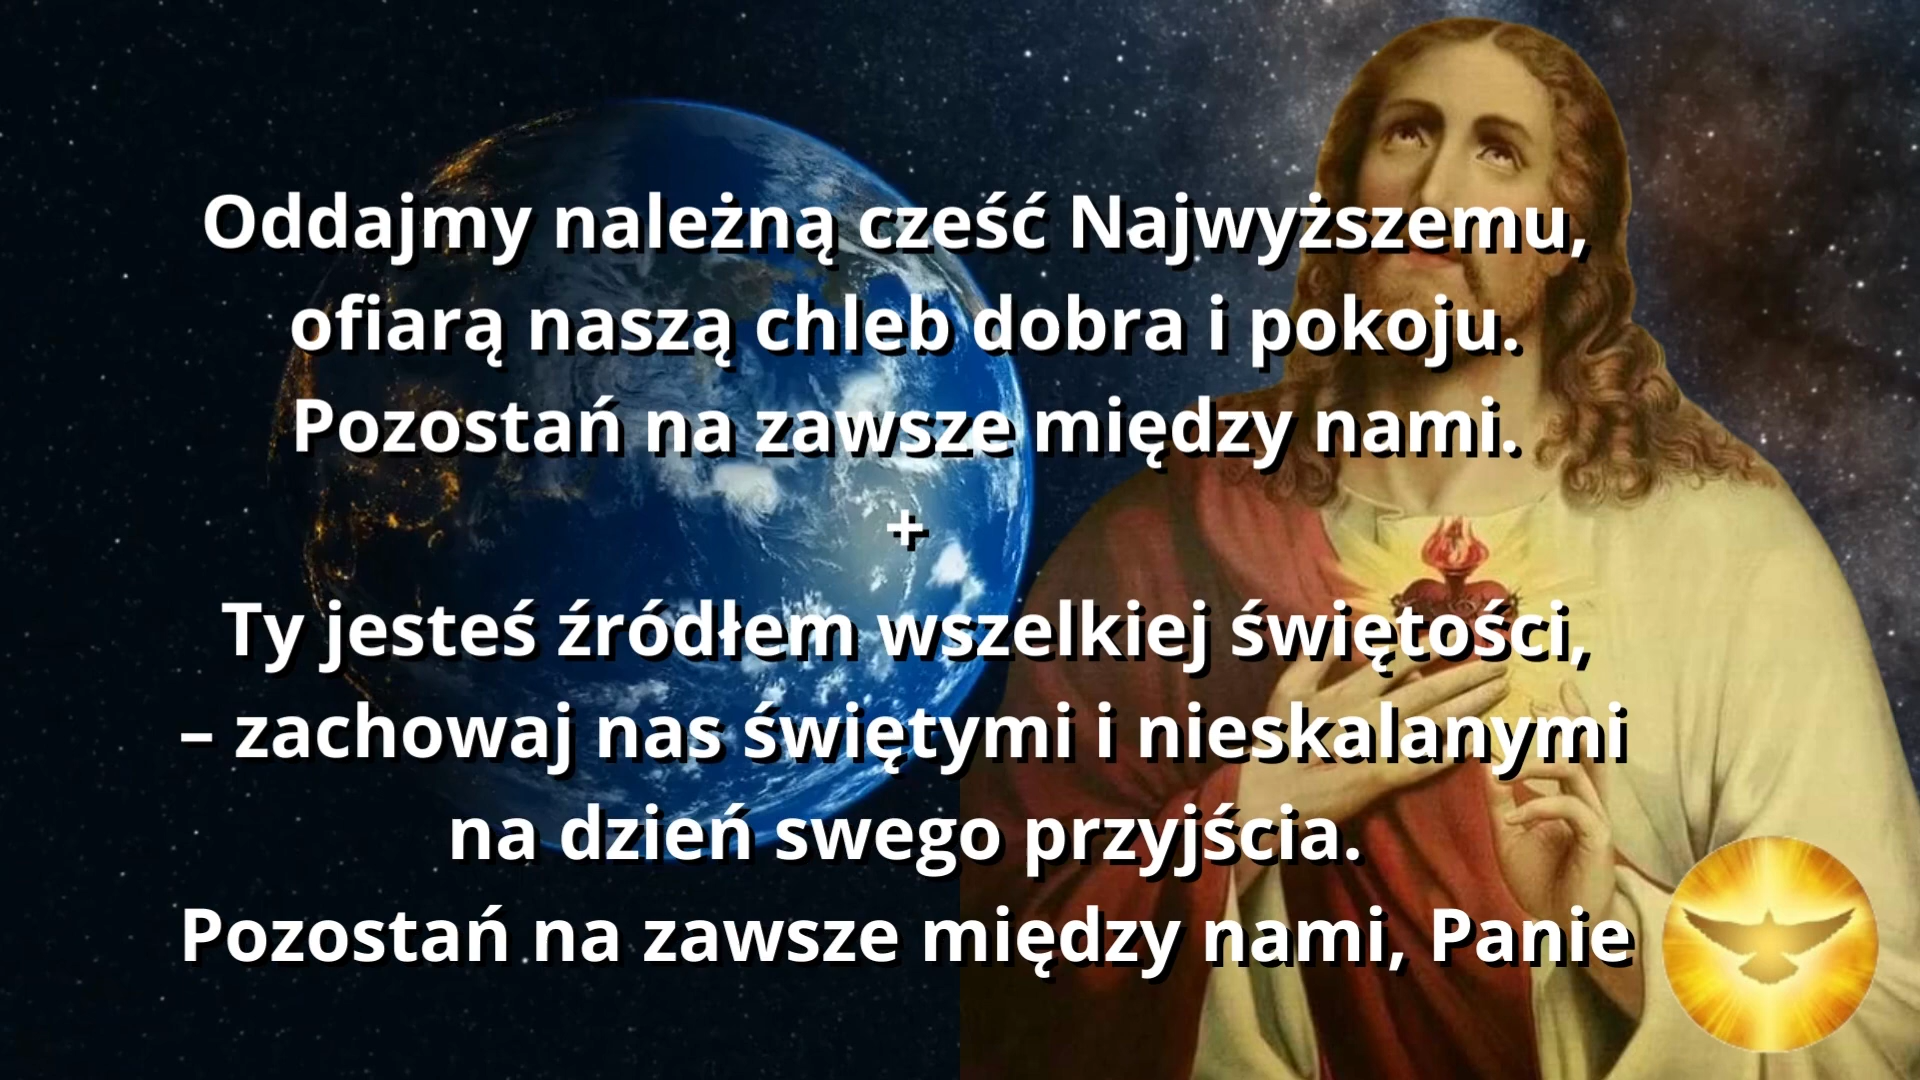 Oddajmy należną cześć Najwyższemu,
ofiarą naszą chleb dobra i pokoju.
Pozostań na zawsze między nami.
+
Ty jesteś źródłem wszelkiej świętości,
– zachowaj nas świętymi i nieskalanymi
na dzień swego przyjścia.
Pozostań na zawsze między nami, Panie